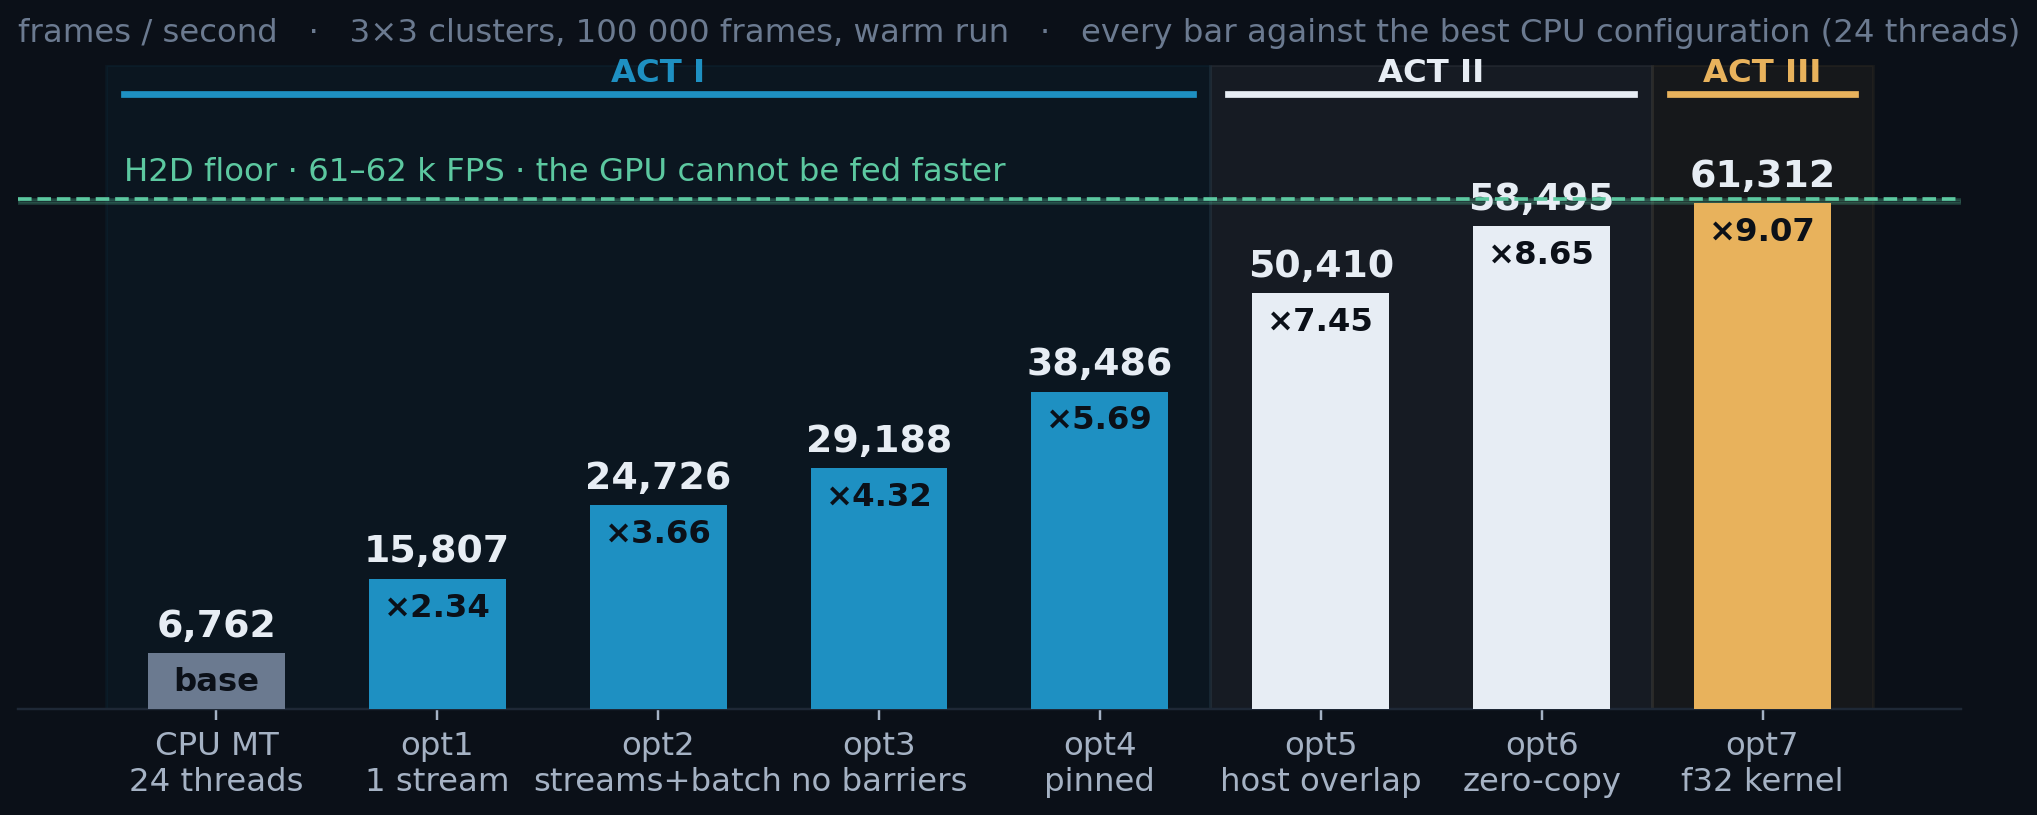 frames / second · 3×3 clusters, 100 000 frames, warm run · every bar against the best CPU configuration (24 threads)
ACT I
ACT II
ACT III
H2D floor · 61–62 k FPS · the GPU cannot be fed faster
6,762
base
15,807
×2.34
24,726
×3.66
29,188
×4.32
38,486
×5.69
50,410
×7.45
58,495
×8.65
61,312
×9.07
CPU MT
24 threads
opt1
1 stream
opt2
streams+batch
opt3
no barriers
opt4
pinned
opt5
host overlap
opt6
zero-copy
opt7
f32 kernel